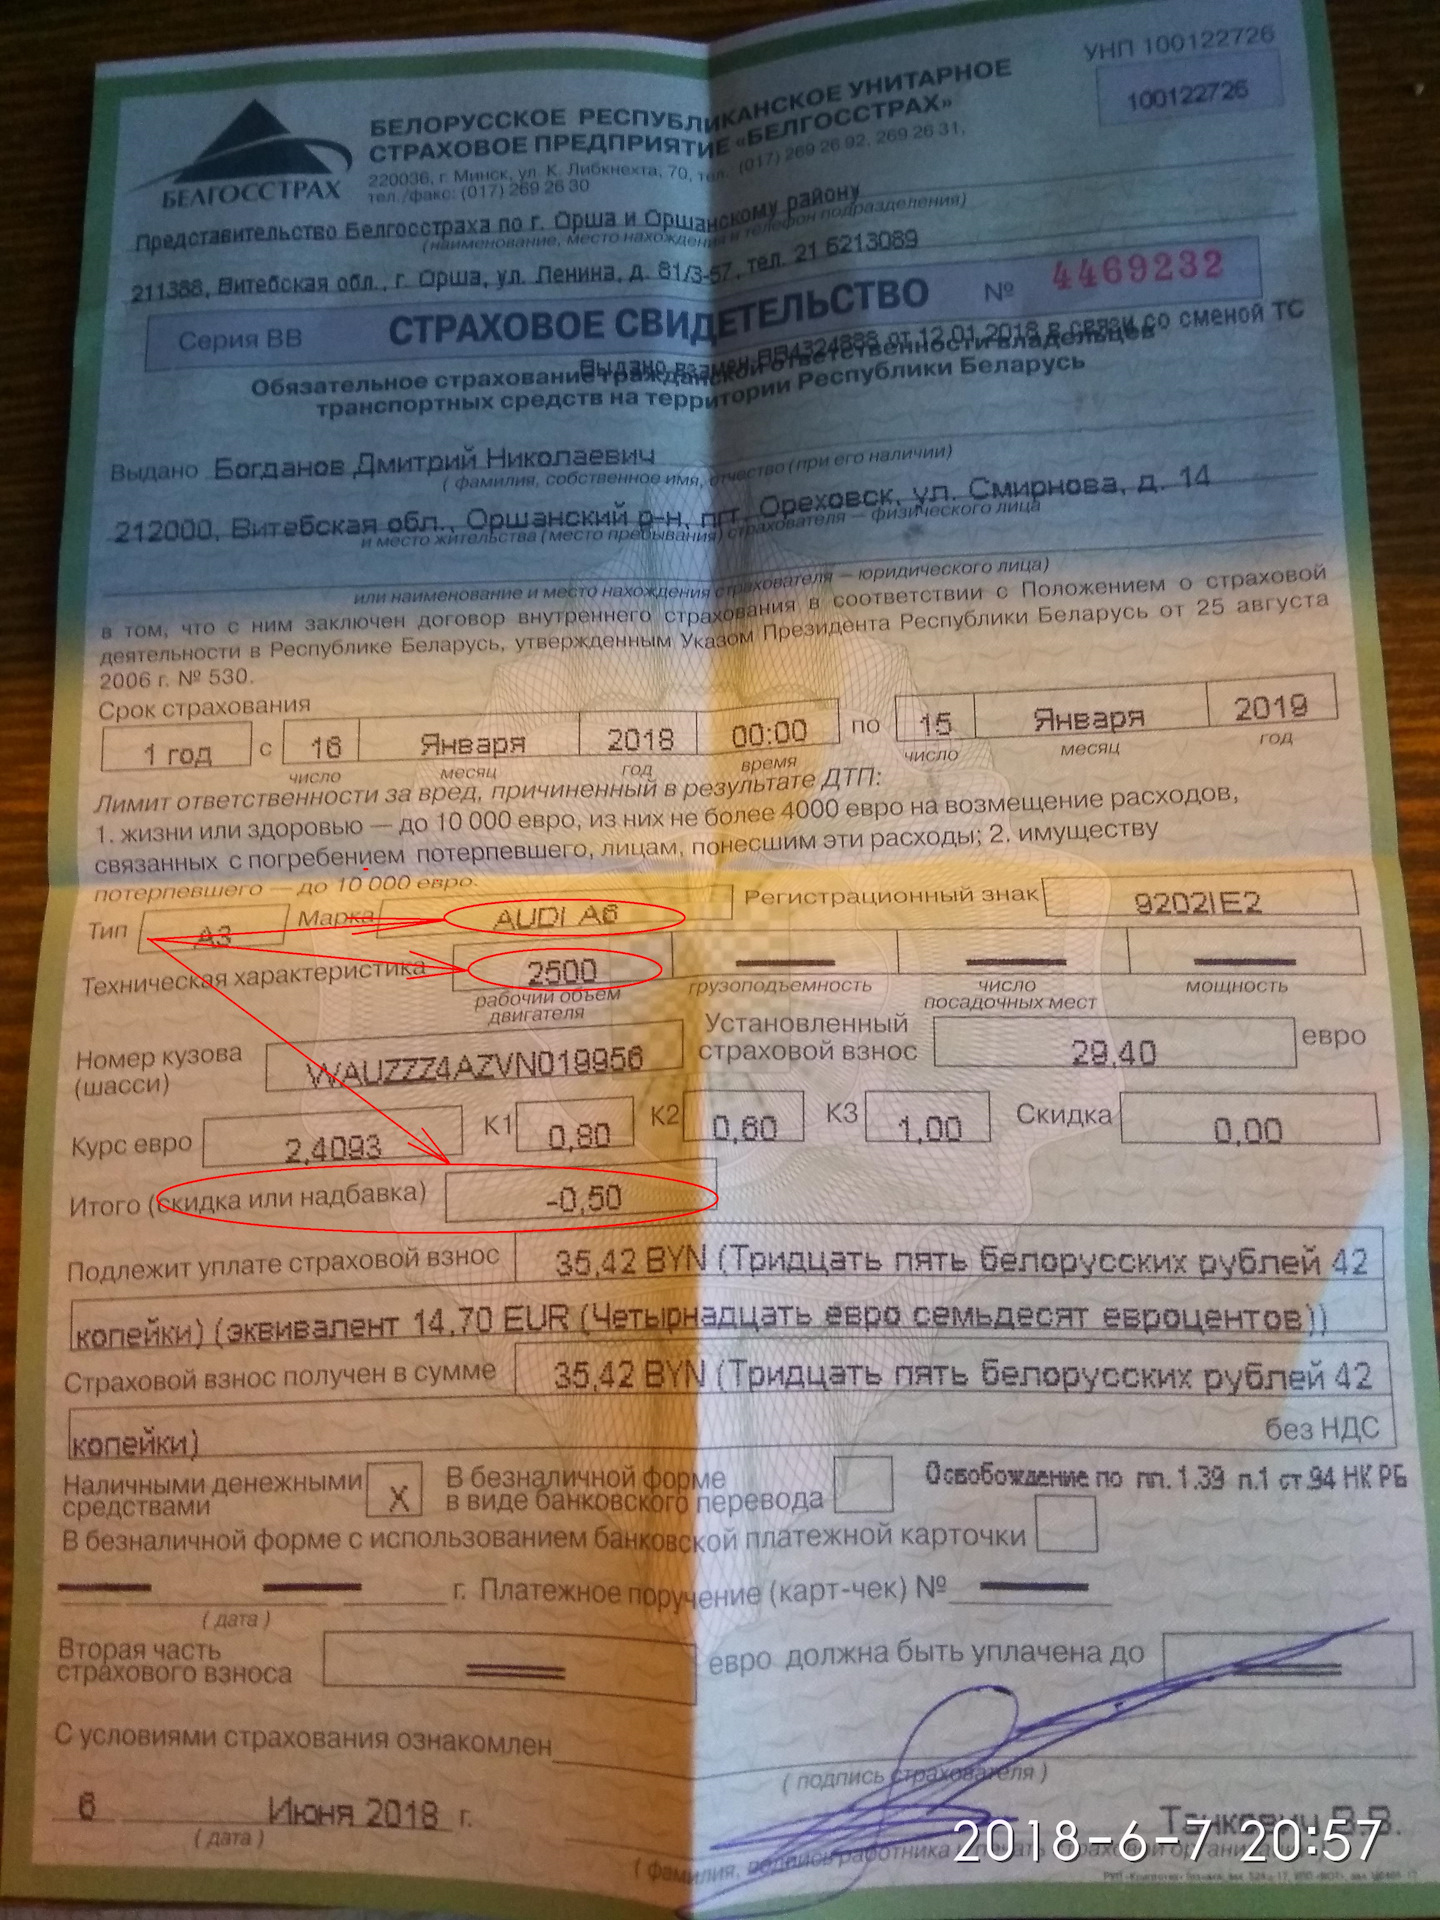 УНП 100122726
100122726
БЕЛОРУССКОЕ РЕСПУБЛИКАНСКОЕ УНИТАРНОЕ
СТРАХОВОЕ ПРЕДПРИЯТИЕ «БЕЛГОССТРАХ»
220036, г. Минск, ул. К. Либкнехта, 70, тел. (017) 269 26 92, 269 26 31,
тел./факс: (017) 269 26 30
БЕЛГОССТРАХ
Представительство Белгосстраха по г. Орша и Оршанскому району
(наименование, место нахождения и телефон подразделения)
211388, Витебская обл., г. Орша, ул. Ленина, д. 81/3-57, тел. 21 6213089
Серия ВВ СТРАХОВОЕ СВИДЕТЕЛЬСТВО № 4469232
Выдано взамен ВВ4324888 от 12.01.2018 в связи со сменой ТС
Обязательное страхование гражданской ответственности владельцев
транспортных средств на территории Республики Беларусь
Выдано Богданов Дмитрий Николаевич
( фамилия, собственное имя, отчество (при его наличии)
212000, Витебская обл., Оршанский р-н, пгт. Ореховск, ул. Смирнова, д. 14
и место жительства (место пребывания) страхователя — физического лица
или наименование и место нахождения страхователя — юридического лица)
в том, что с ним заключен договор внутреннего страхования в соответствии с Положением о страховой
деятельности в Республике Беларусь, утвержденным Указом Президента Республики Беларусь от 25 августа
2006 г. № 530.
Срок страхования
1 год с 16 Января 2018 00:00 по 15 Января 2019
число месяц год время число месяц год
Лимит ответственности за вред, причиненный в результате ДТП:
1. жизни или здоровью — до 10 000 евро, из них не более 4000 евро на возмещение расходов,
связанных с погребением потерпевшего, лицам, понесшим эти расходы; 2. имуществу
потерпевшего — до 10 000 евро.
Тип А3 Марка AUDI A6 Регистрационный знак 9202IE2
Техническая характеристика 2500
рабочий объем двигателя грузоподъемность число посадочных мест мощность
Номер кузова (шасси) WAUZZZ4AZVN019956 Установленный страховой взнос 29,40 евро
Курс евро 2,4093 К1 0,80 К2 0,60 К3 1,00 Скидка 0,00
Итого (скидка или надбавка) -0,50
Подлежит уплате страховой взнос 35,42 BYN (Тридцать пять белорусских рублей 42
копейки) (эквивалент 14,70 EUR (Четырнадцать евро семьдесят евроцентов))
Страховой взнос получен в сумме 35,42 BYN (Тридцать пять белорусских рублей 42
копейки) без НДС
Наличными денежными средствами X В безналичной форме в виде банковского перевода Освобождение по пп. 1.39 п.1 ст.94 НК РБ
В безналичной форме с использованием банковской платежной карточки
г. Платежное поручение (карт-чек) №
( дата )
Вторая часть страхового взноса евро должна быть уплачена до
С условиями страхования ознакомлен
( подпись страхователя )
6 Июня 2018 г. Танкевич В.В.
( дата ) ( фамилия, подпись работника страховой организации
2018-6-7 20:57